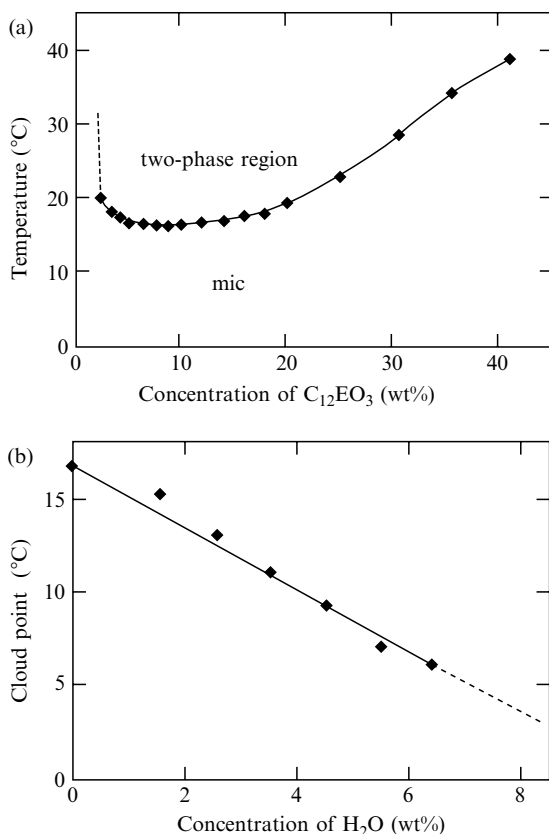 (a)
40
30
20
10
0
Temperature (°C)
two-phase region
mic
0
10
20
30
40
Concentration of C₁₂EO₃ (wt%)
(b)
15
10
5
0
Cloud point (°C)
0
2
4
6
8
Concentration of H₂O (wt%)